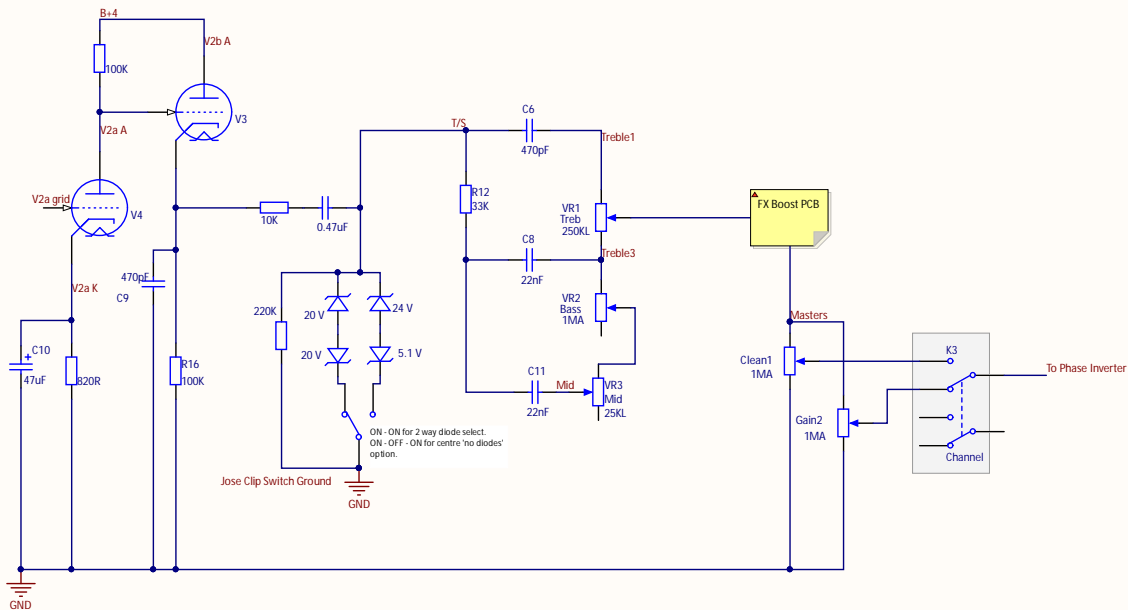 B+4
V2b A
100K
V3
V2a A
V2a grid
V4
T/S
C6
470pF
Treble1
R12
33K
VR1
Treb
250KL
FX Boost PCB
10K
0.47uF
C8
22nF
Treble3
470pF
C9
V2a K
220K
20 V
24 V
20 V
5.1 V
VR2
Bass
1MA
Masters
C10
+
47uF
820R
R16
100K
C11
22nF
Mid
VR3
Mid
25KL
Clean1
1MA
K3
To Phase Inverter
Gain2
1MA
Channel
ON - ON for 2 way diode select.
ON - OFF - ON for centre 'no diodes'
option.
Jose Clip Switch Ground
GND
GND